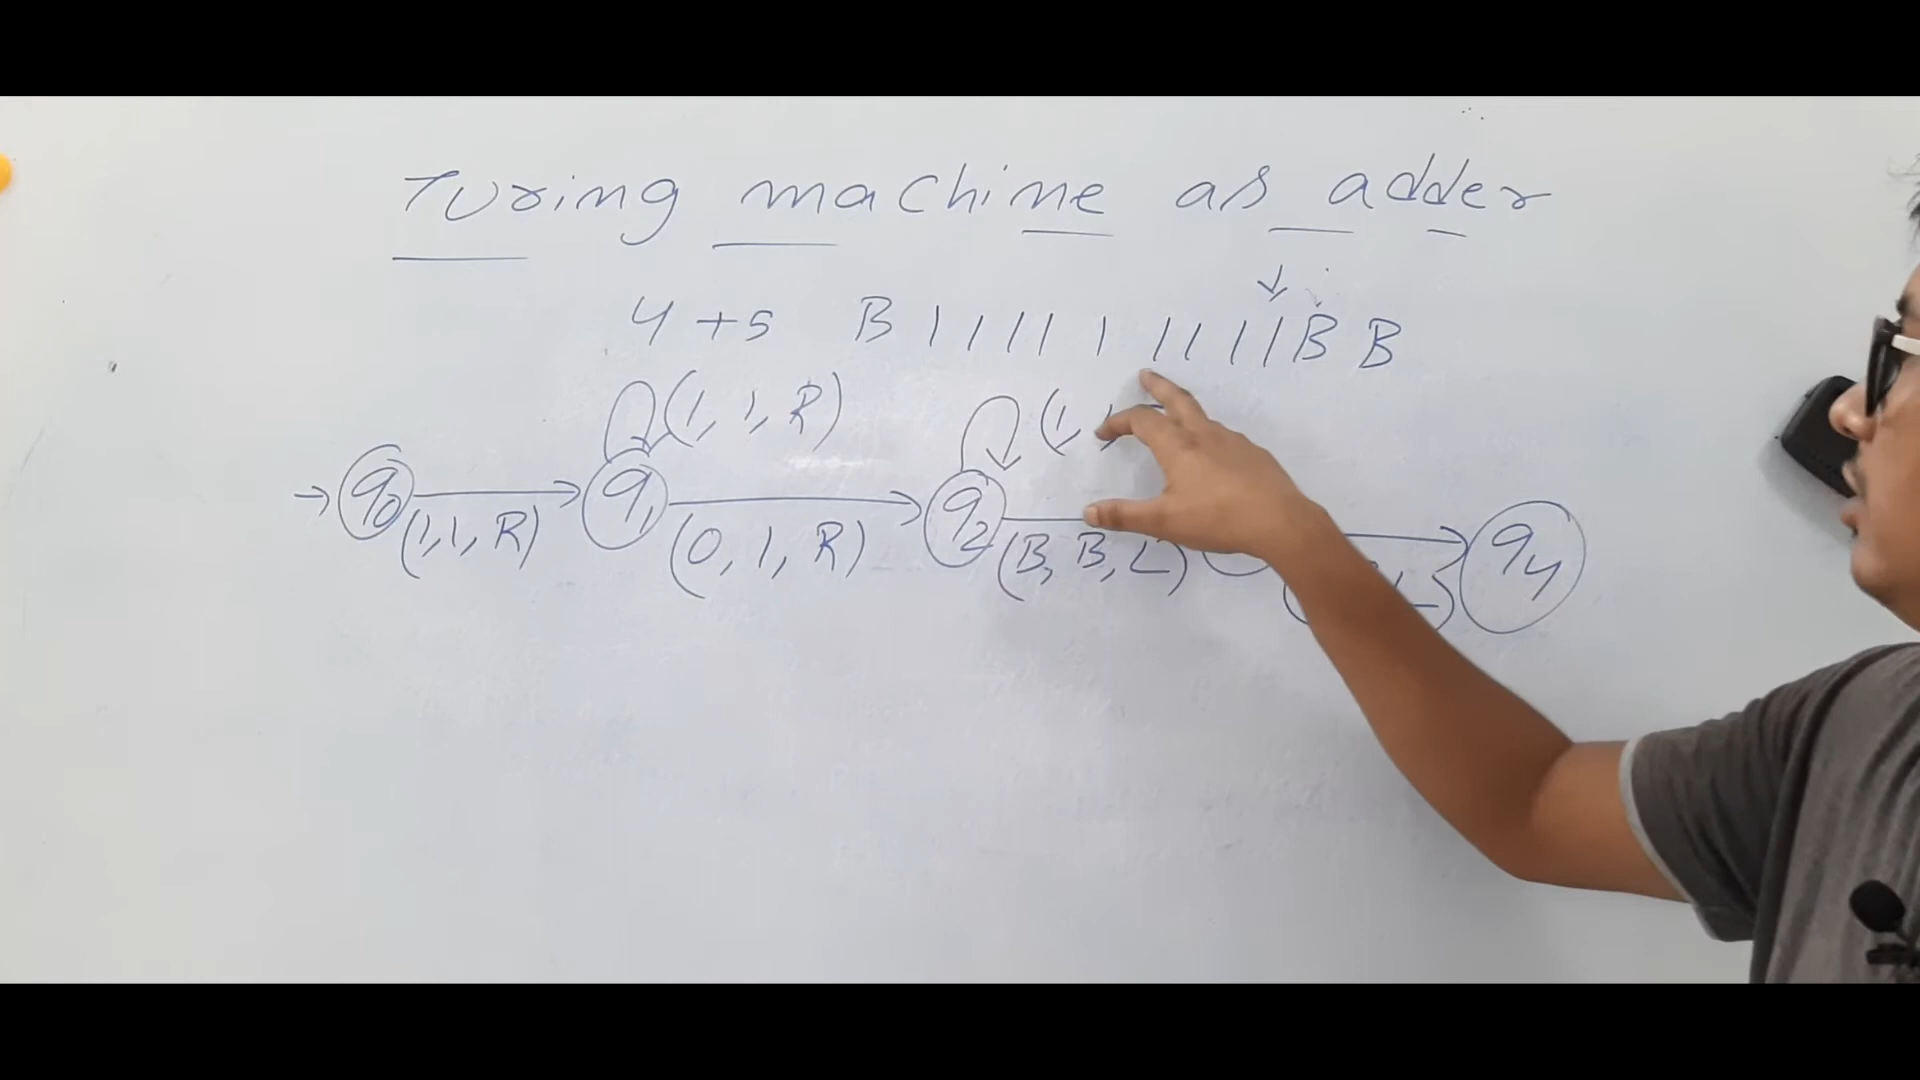 Turing machine as adder
4 + 5 B 1 1 1 1 1 1 1 1 1 B B
(1, 1, R) (1, 1,
→ q0 q1 q2 q4
(1, 1, R) (0, 1, R) (B, B, L)